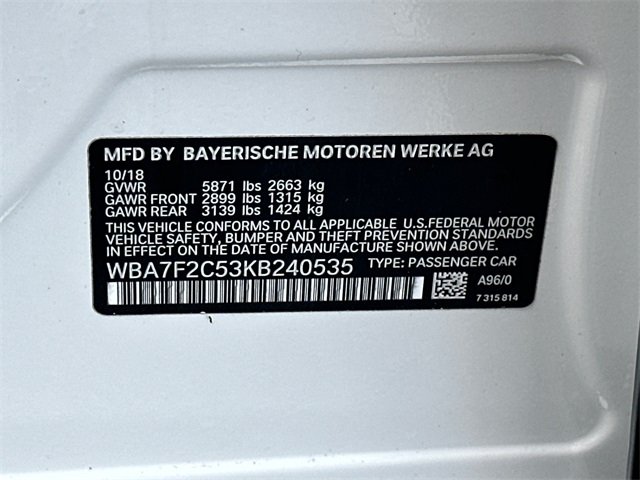 MFD BY BAYERISCHE MOTOREN WERKE AG
10/18
GVWR 5871 lbs 2663 kg
GAWR FRONT 2899 lbs 1315 kg
GAWR REAR 3139 lbs 1424 kg
THIS VEHICLE CONFORMS TO ALL APPLICABLE U.S.FEDERAL MOTOR
VEHICLE SAFETY, BUMPER, AND THEFT PREVENTION STANDARDS
IN EFFECT ON THE DATE OF MANUFACTURE SHOWN ABOVE.
WBA7F2C53KB240535 TYPE: PASSENGER CAR
A96/0
7 315 814